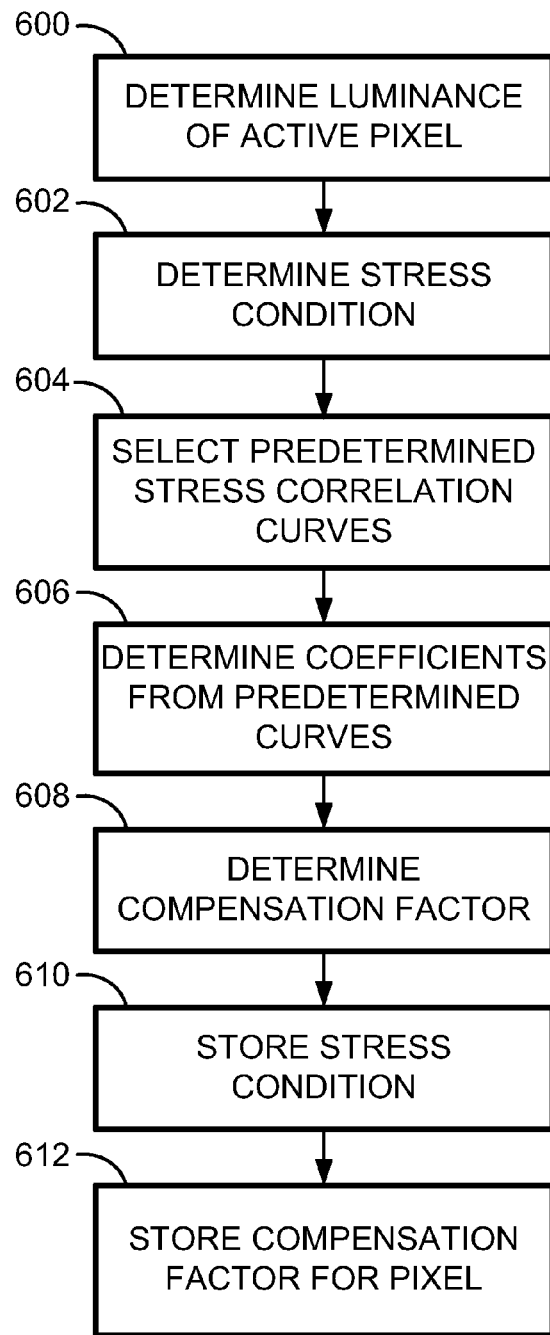 600
DETERMINE LUMINANCE
OF ACTIVE PIXEL
602
DETERMINE STRESS
CONDITION
604
SELECT PREDETERMINED
STRESS CORRELATION
CURVES
606
DETERMINE COEFFICIENTS
FROM PREDETERMINED
CURVES
608
DETERMINE
COMPENSATION FACTOR
610
STORE STRESS
CONDITION
612
STORE COMPENSATION
FACTOR FOR PIXEL